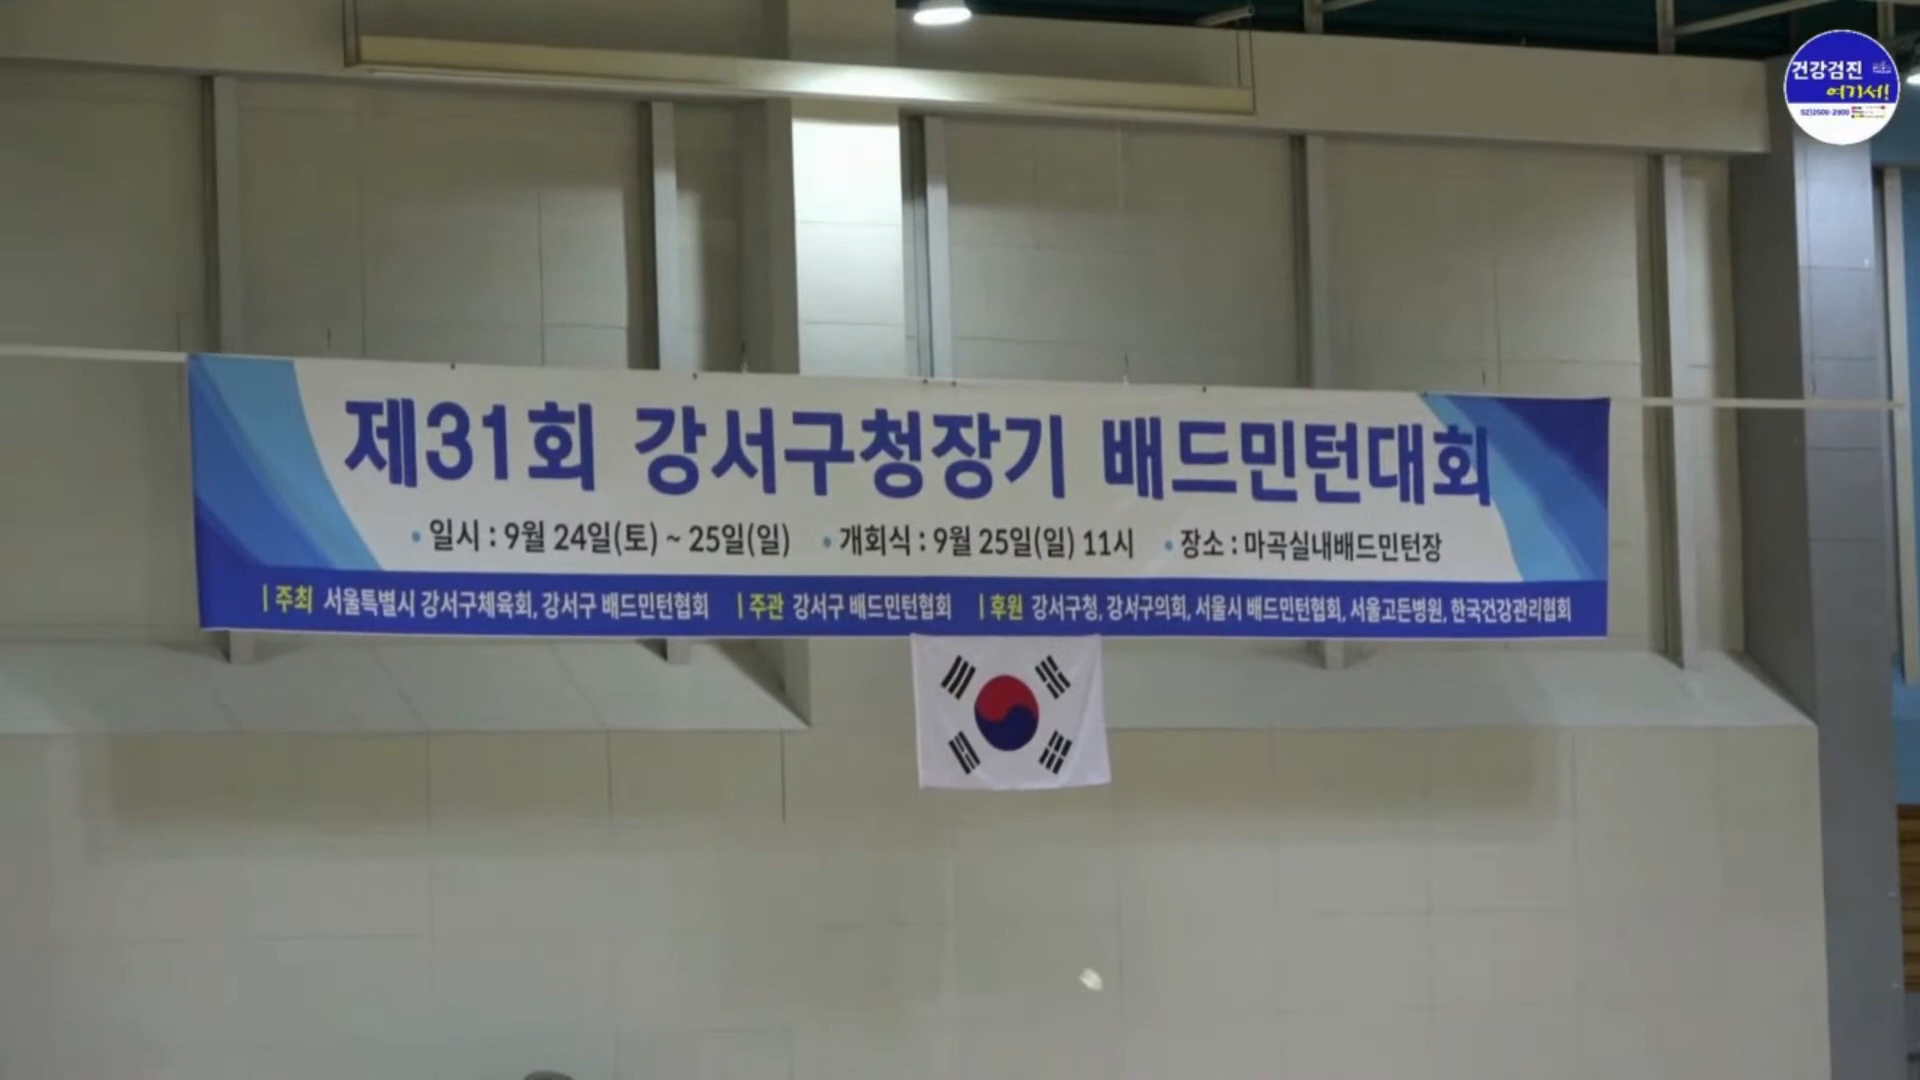 건강검진
여기서!
제31회 강서구청장기 배드민턴대회
• 일시 : 9월 24일(토) ~ 25일(일) • 개회식 : 9월 25일(일) 11시 • 장소 : 마곡실내배드민턴장
| 주최 서울특별시 강서구체육회, 강서구 배드민턴협회 | 주관 강서구 배드민턴협회 | 후원 강서구청, 강서구의회, 서울시 배드민턴협회, 서울고든병원, 한국건강관리협회